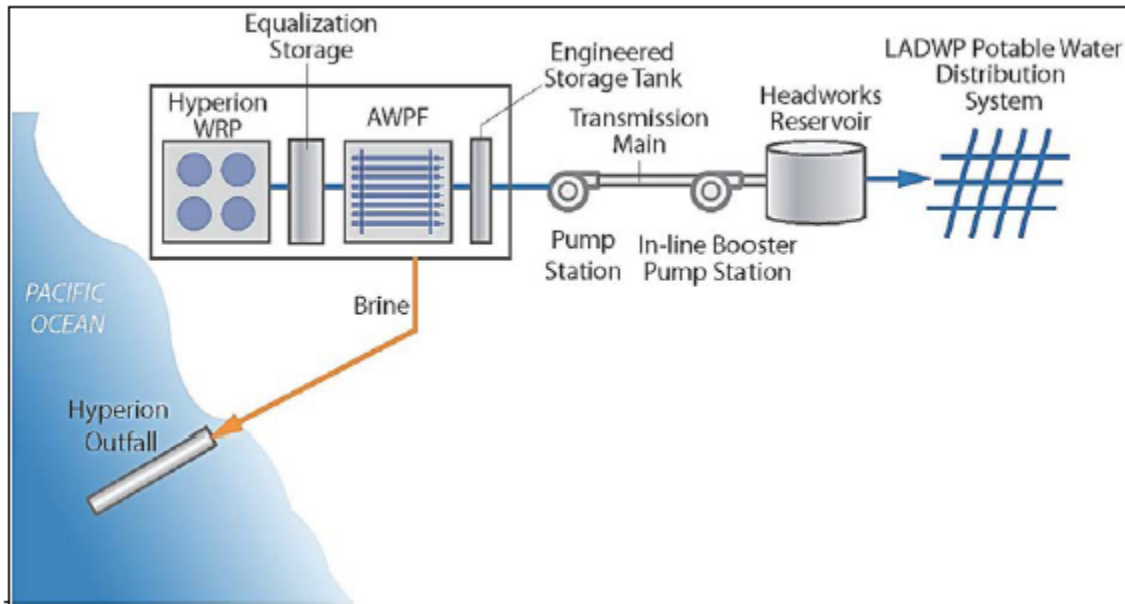 Equalization
Storage
Hyperion
WRP
AWPF
Engineered
Storage Tank
Transmission
Main
Headworks
Reservoir
LADWP Potable Water
Distribution
System
Pump
Station
In-line Booster
Pump Station
Brine
PACIFIC
OCEAN
Hyperion
Outfall